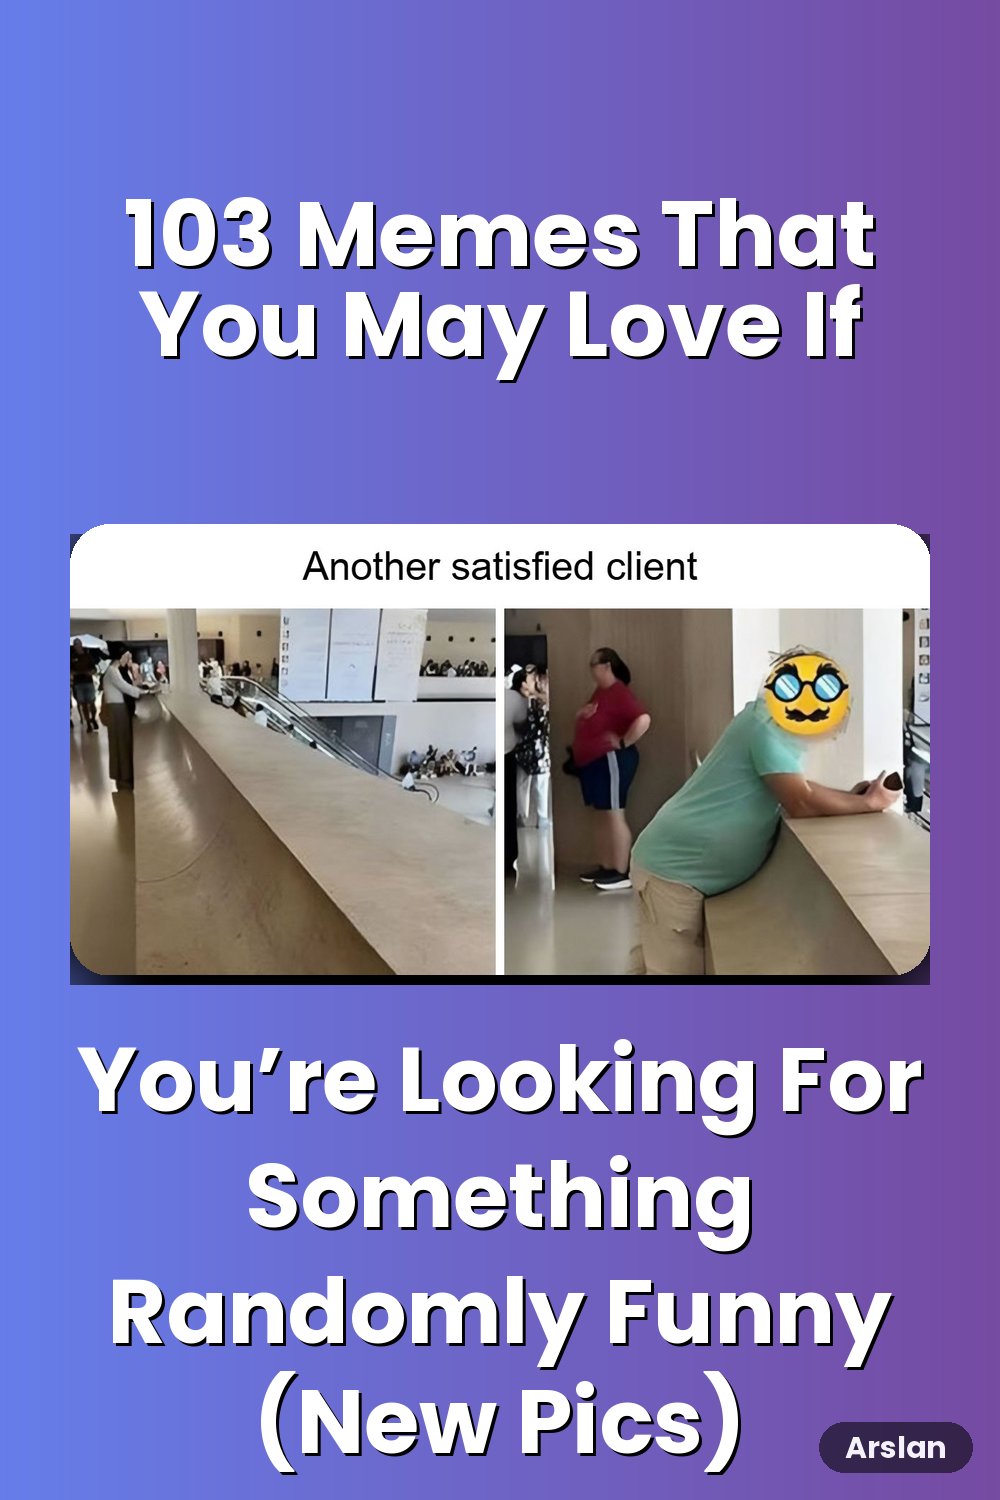 103 Memes That
You May Love If
Another satisfied client
You’re Looking For
Something
Randomly Funny
(New Pics)
Arslan